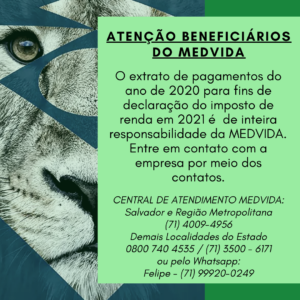 ATENÇÃO BENEFICIÁRIOS
DO MEDVIDA
O extrato de pagamentos do
ano de 2020 para fins de
declaração do imposto de
renda em 2021 é de inteira
responsabilidade da MEDVIDA.
Entre em contato com a
empresa por meio dos
contatos.
CENTRAL DE ATENDIMENTO MEDVIDA:
Salvador e Região Metropolitana
(71) 4009-4956
Demais Localidades do Estado
0800 740 4535 / (71) 3500 - 6171
ou pelo Whatsapp:
Felipe - (71) 99920-0249